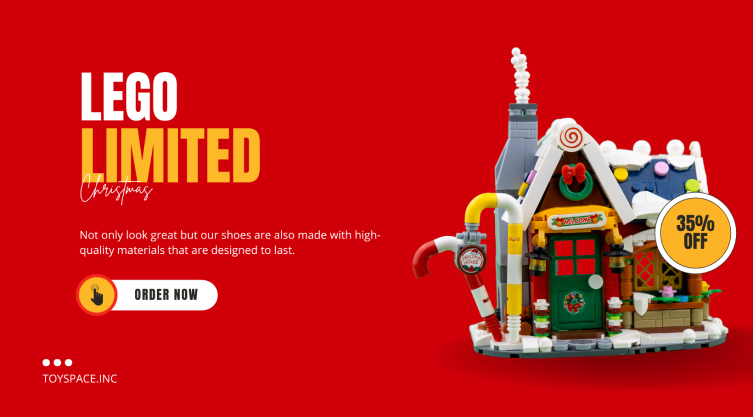 LEGO
LIMITED
Christmas
Not only look great but our shoes are also made with high-
quality materials that are designed to last.
ORDER NOW
TOYSPACE.INC
WELCOME
35%
OFF